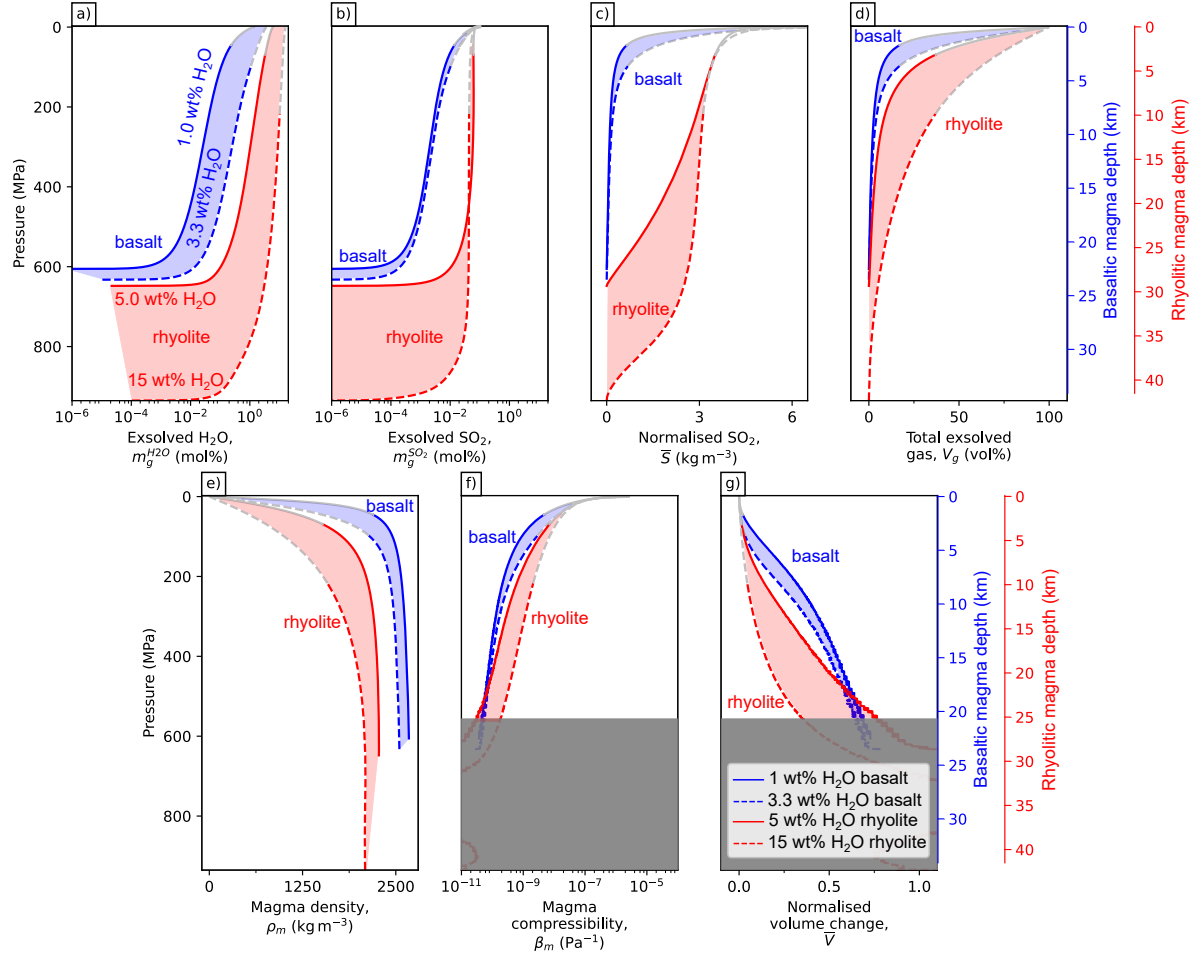 a)
b)
c)
d)
0
200
400
600
800
Pressure (MPa)
1.0 wt% H₂O
3.3 wt% H₂O
basalt
5.0 wt% H₂O
rhyolite
15 wt% H₂O
10⁻⁶ 10⁻⁴ 10⁻² 10⁰
Exsolved H₂O,
m_g^{H2O} (mol%)
basalt
rhyolite
10⁻⁶ 10⁻⁴ 10⁻² 10⁰
Exsolved SO₂,
m_g^{SO₂} (mol%)
basalt
rhyolite
0 3 6
Normalised SO₂,
S̅ (kg m⁻³)
basalt
rhyolite
0 50 100
Total exsolved
gas, V_g (vol%)
0
5
10
15
20
25
30
Basaltic magma depth (km)
0
5
10
15
20
25
30
35
40
Rhyolitic magma depth (km)
e)
f)
g)
0
200
400
600
800
Pressure (MPa)
basalt
rhyolite
0 1250 2500
Magma density,
ρ_m (kg m⁻³)
basalt
rhyolite
10⁻¹¹ 10⁻⁹ 10⁻⁷ 10⁻⁵
Magma
compressibility,
β_m (Pa⁻¹)
basalt
rhyolite
1 wt% H₂O basalt
3.3 wt% H₂O basalt
5 wt% H₂O rhyolite
15 wt% H₂O rhyolite
0.0 0.5 1.0
Normalised
volume change,
V̅
0
5
10
15
20
25
30
Basaltic magma depth (km)
0
5
10
15
20
25
30
35
40
Rhyolitic magma depth (km)